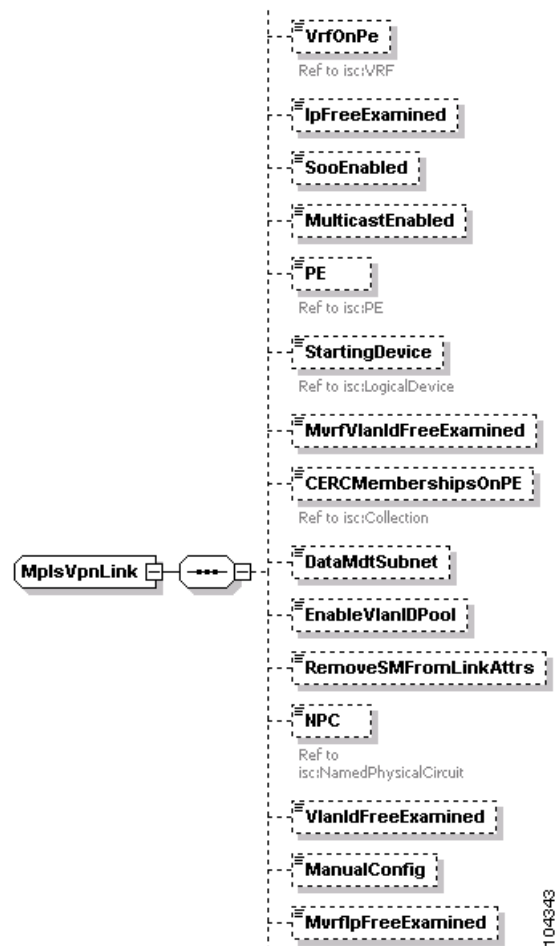 VrfOnPe
Ref to isc:VRF
IpFreeExamined
SooEnabled
MulticastEnabled
PE
Ref to isc:PE
StartingDevice
Ref to isc:LogicalDevice
MvrfVlanIdFreeExamined
CERCMembershipsOnPE
Ref to isc:Collection
MplsVpnLink
DataMdtSubnet
EnableVlanIDPool
RemoveSMFromLinkAttrs
NPC
Ref to
isc:NamedPhysicalCircuit
VlanIdFreeExamined
ManualConfig
MvrfIpFreeExamined
104343